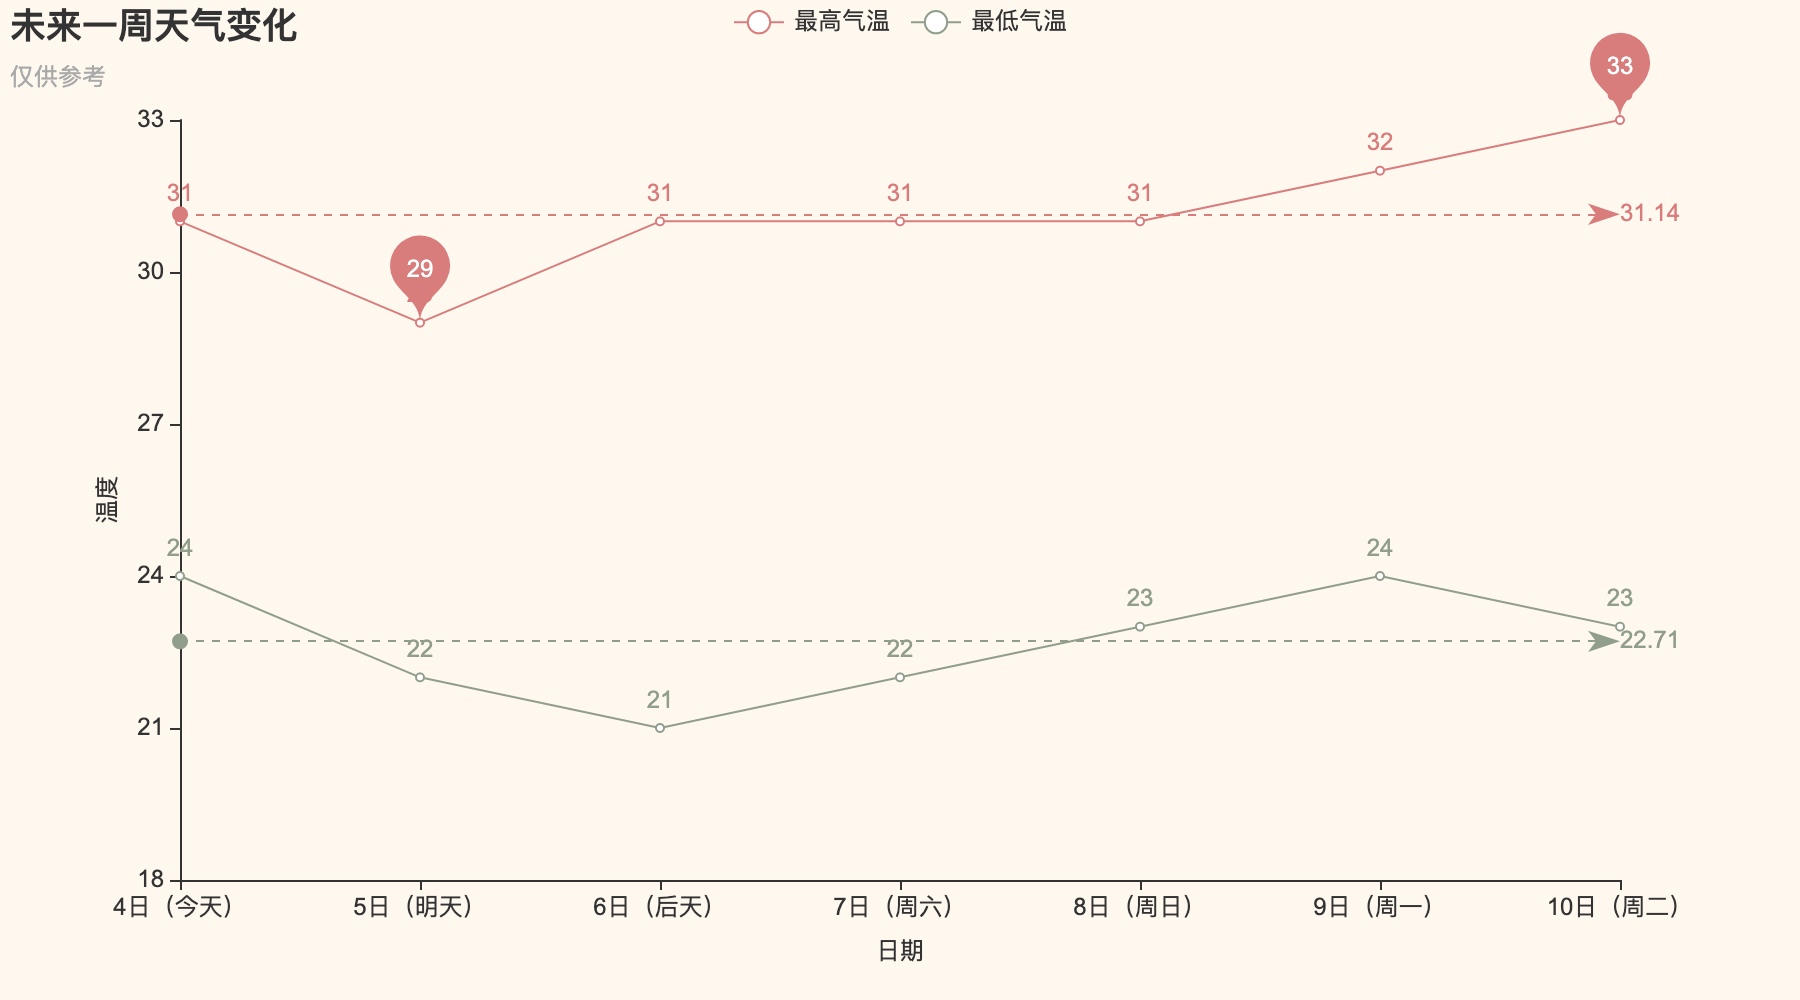 未来一周天气变化
仅供参考
最高气温 最低气温
33
30
27
24
21
18
温度
31 29 31 31 31 32 33
31.14
24 22 21 22 23 24 23
22.71
4日（今天） 5日（明天） 6日（后天） 7日（周六） 8日（周日） 9日（周一） 10日（周二）
日期